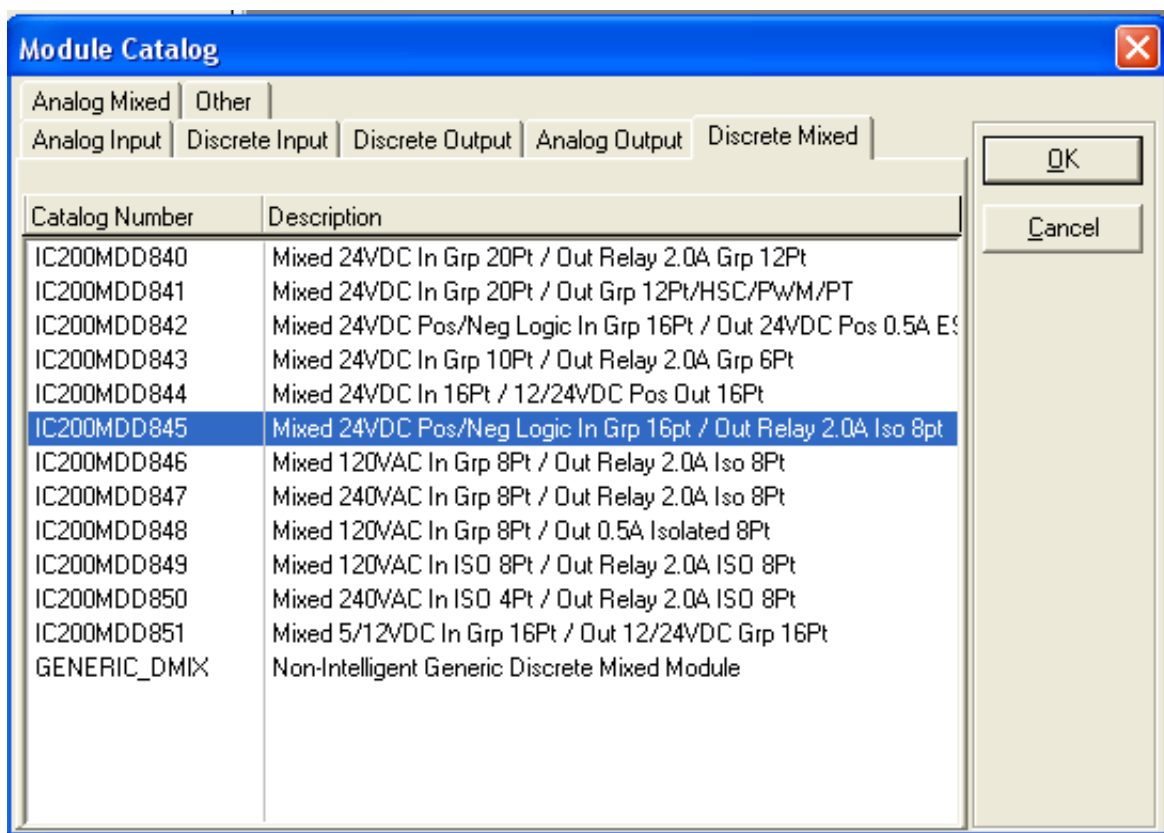 Module Catalog
Analog Mixed Other
Analog Input Discrete Input Discrete Output Analog Output Discrete Mixed
OK
Cancel
Catalog Number Description
IC200MDD840 Mixed 24VDC In Grp 20Pt / Out Relay 2.0A Grp 12Pt
IC200MDD841 Mixed 24VDC In Grp 20Pt / Out Grp 12Pt/HSC/PWM/PT
IC200MDD842 Mixed 24VDC Pos/Neg Logic In Grp 16Pt / Out 24VDC Pos 0.5A ES
IC200MDD843 Mixed 24VDC In Grp 10Pt / Out Relay 2.0A Grp 6Pt
IC200MDD844 Mixed 24VDC In 16Pt / 12/24VDC Pos Out 16Pt
IC200MDD845 Mixed 24VDC Pos/Neg Logic In Grp 16pt / Out Relay 2.0A Iso 8pt
IC200MDD846 Mixed 120VAC In Grp 8Pt / Out Relay 2.0A Iso 8Pt
IC200MDD847 Mixed 240VAC In Grp 8Pt / Out Relay 2.0A Iso 8Pt
IC200MDD848 Mixed 120VAC In Grp 8Pt / Out 0.5A Isolated 8Pt
IC200MDD849 Mixed 120VAC In ISO 8Pt / Out Relay 2.0A ISO 8Pt
IC200MDD850 Mixed 240VAC In ISO 4Pt / Out Relay 2.0A ISO 8Pt
IC200MDD851 Mixed 5/12VDC In Grp 16Pt / Out 12/24VDC Grp 16Pt
GENERIC_DMIX Non-Intelligent Generic Discrete Mixed Module